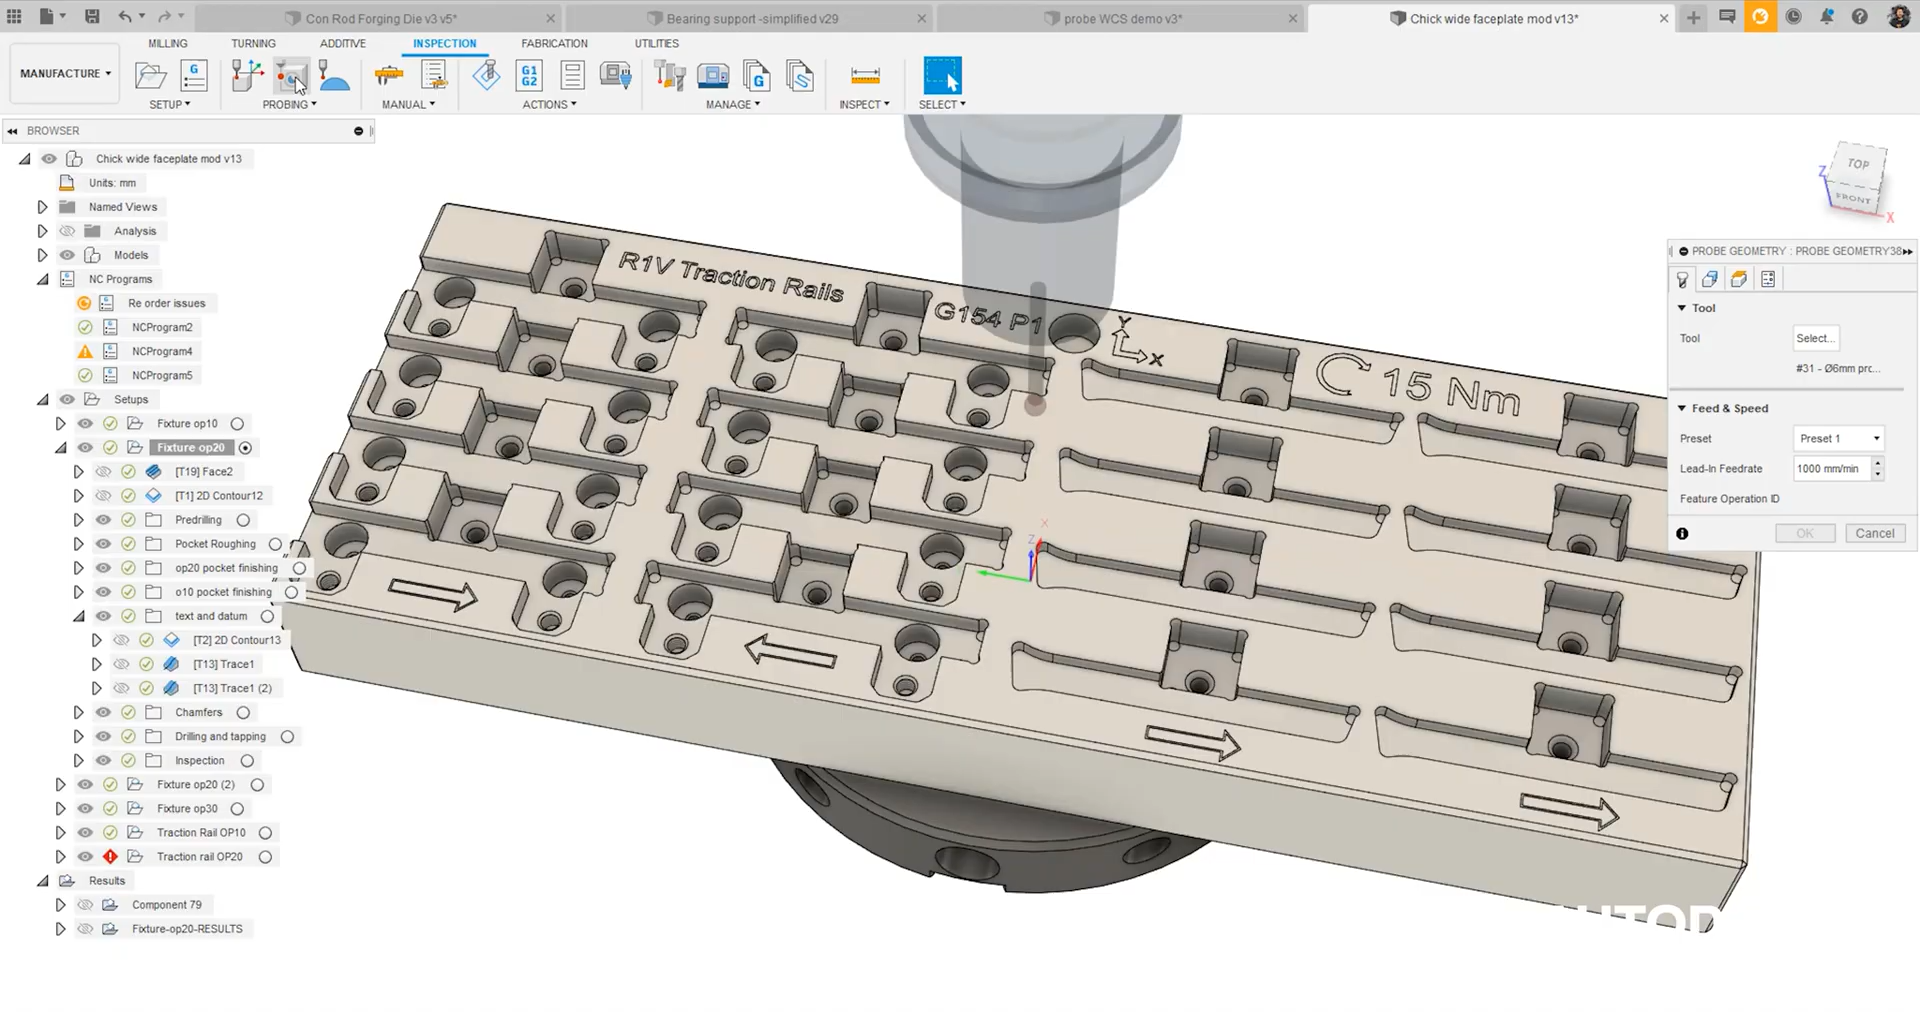 Con Rod Forging Die v3 v5*
Bearing support -simplified v29
probe WCS demo v3*
Chick wide faceplate mod v13*
MILLING
TURNING
ADDITIVE
INSPECTION
FABRICATION
UTILITIES
MANUFACTURE
G
G1
G2
G
SETUP
PROBING
MANUAL
ACTIONS
MANAGE
INSPECT
SELECT
BROWSER
Chick wide faceplate mod v13
Units: mm
Named Views
Analysis
Models
NC Programs
Re order issues
NCProgram2
NCProgram4
NCProgram5
Setups
Fixture op10
Fixture op20
[T19] Face2
[T1] 2D Contour12
Predrilling
Pocket Roughing
op20 pocket finishing
o10 pocket finishing
text and datum
[T2] 2D Contour13
[T13] Trace1
[T13] Trace1 (2)
Chamfers
Drilling and tapping
Inspection
Fixture op20 (2)
Fixture op30
Traction Rail OP10
Traction rail OP20
Results
Component 79
Fixture-op20-RESULTS
R1V Traction Rails
G154 P1
Y
X
15 Nm
X
Z
TOP
FRONT
Z
X
PROBE GEOMETRY : PROBE GEOMETRY38
Tool
Tool
Select...
#31 - Ø6mm pro...
Feed & Speed
Preset
Preset 1
Lead-In Feedrate
1000 mm/min
Feature Operation ID
OK
Cancel